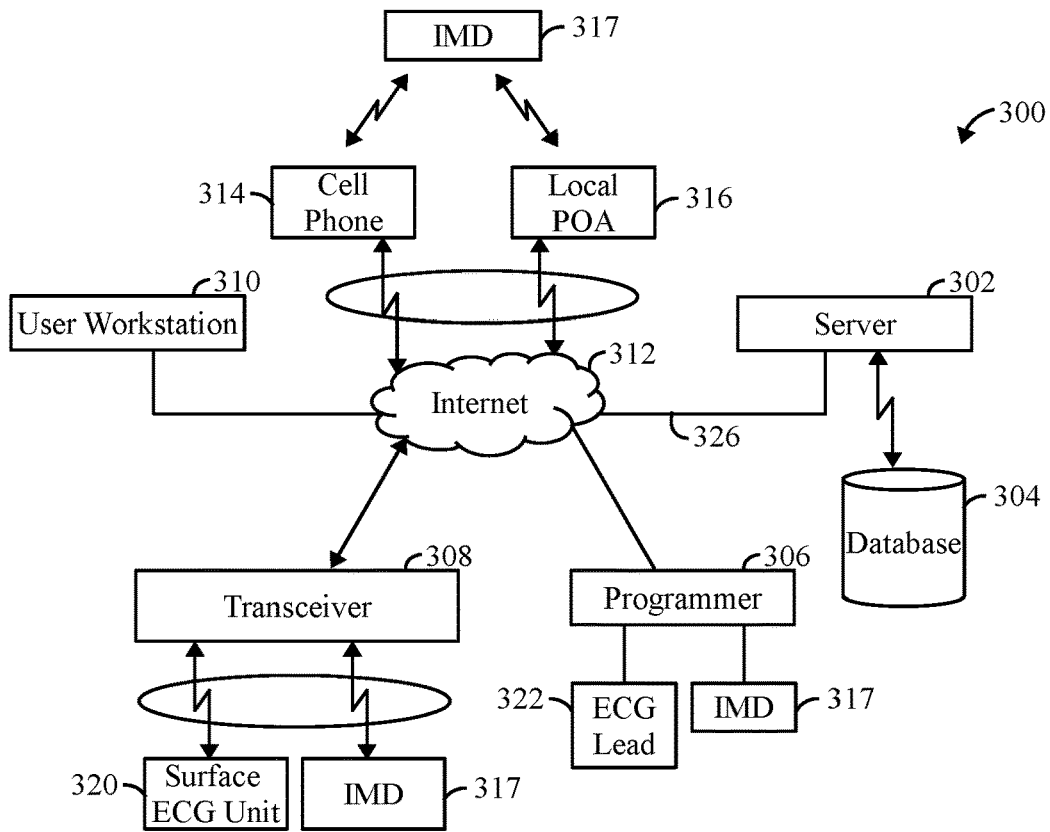 IMD 317
300
314 Cell
Phone
Local
POA 316
310
User Workstation
302
Server
312
Internet
326
304
Database
308
Transceiver
306
Programmer
322 ECG
Lead
IMD 317
320 Surface
ECG Unit
IMD 317